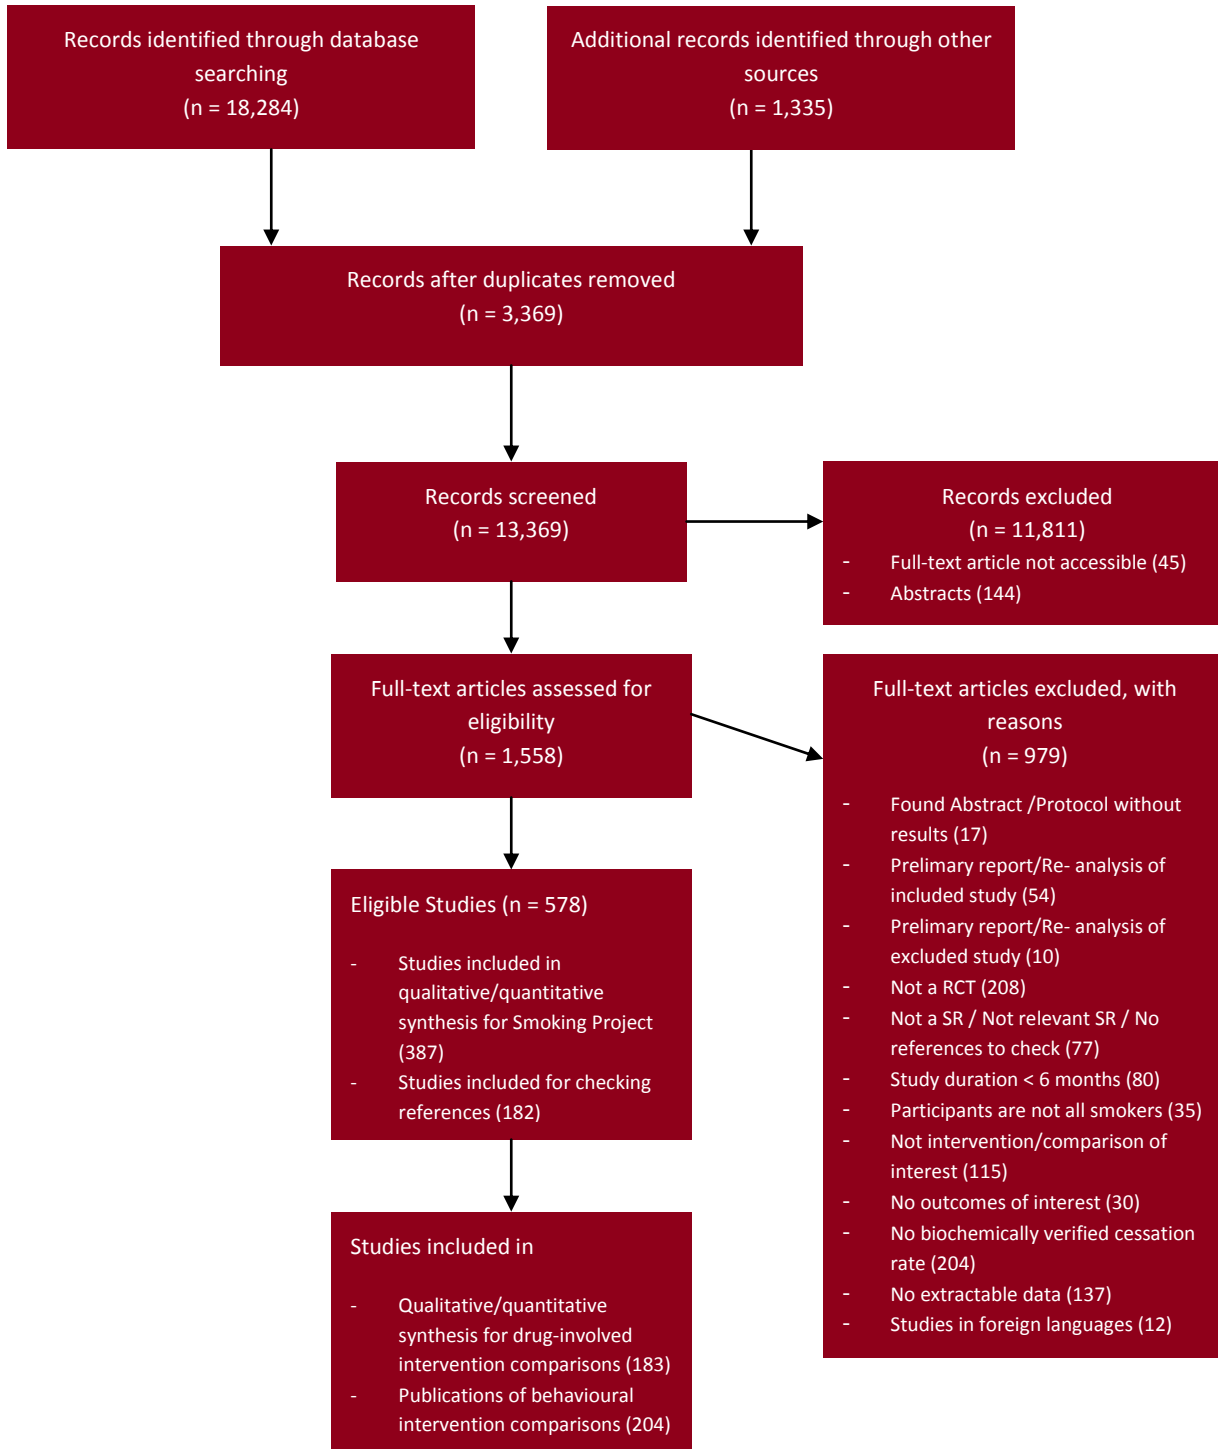 Records identified through database
searching
(n = 18,284)
Additional records identified through other
sources
(n = 1,335)
Records after duplicates removed
(n = 3,369)
Records screened
(n = 13,369)
Records excluded
(n = 11,811)
- Full-text article not accessible (45)
- Abstracts (144)
Full-text articles assessed for
eligibility
(n = 1,558)
Full-text articles excluded, with
reasons
(n = 979)
- Found Abstract /Protocol without
results (17)
- Prelimary report/Re- analysis of
included study (54)
- Prelimary report/Re- analysis of
excluded study (10)
- Not a RCT (208)
- Not a SR / Not relevant SR / No
references to check (77)
- Study duration < 6 months (80)
- Participants are not all smokers (35)
- Not intervention/comparison of
interest (115)
- No outcomes of interest (30)
- No biochemically verified cessation
rate (204)
- No extractable data (137)
- Studies in foreign languages (12)
Eligible Studies (n = 578)
- Studies included in
qualitative/quantitative
synthesis for Smoking Project
(387)
- Studies included for checking
references (182)
Studies included in
- Qualitative/quantitative
synthesis for drug-involved
intervention comparisons (183)
- Publications of behavioural
intervention comparisons (204)